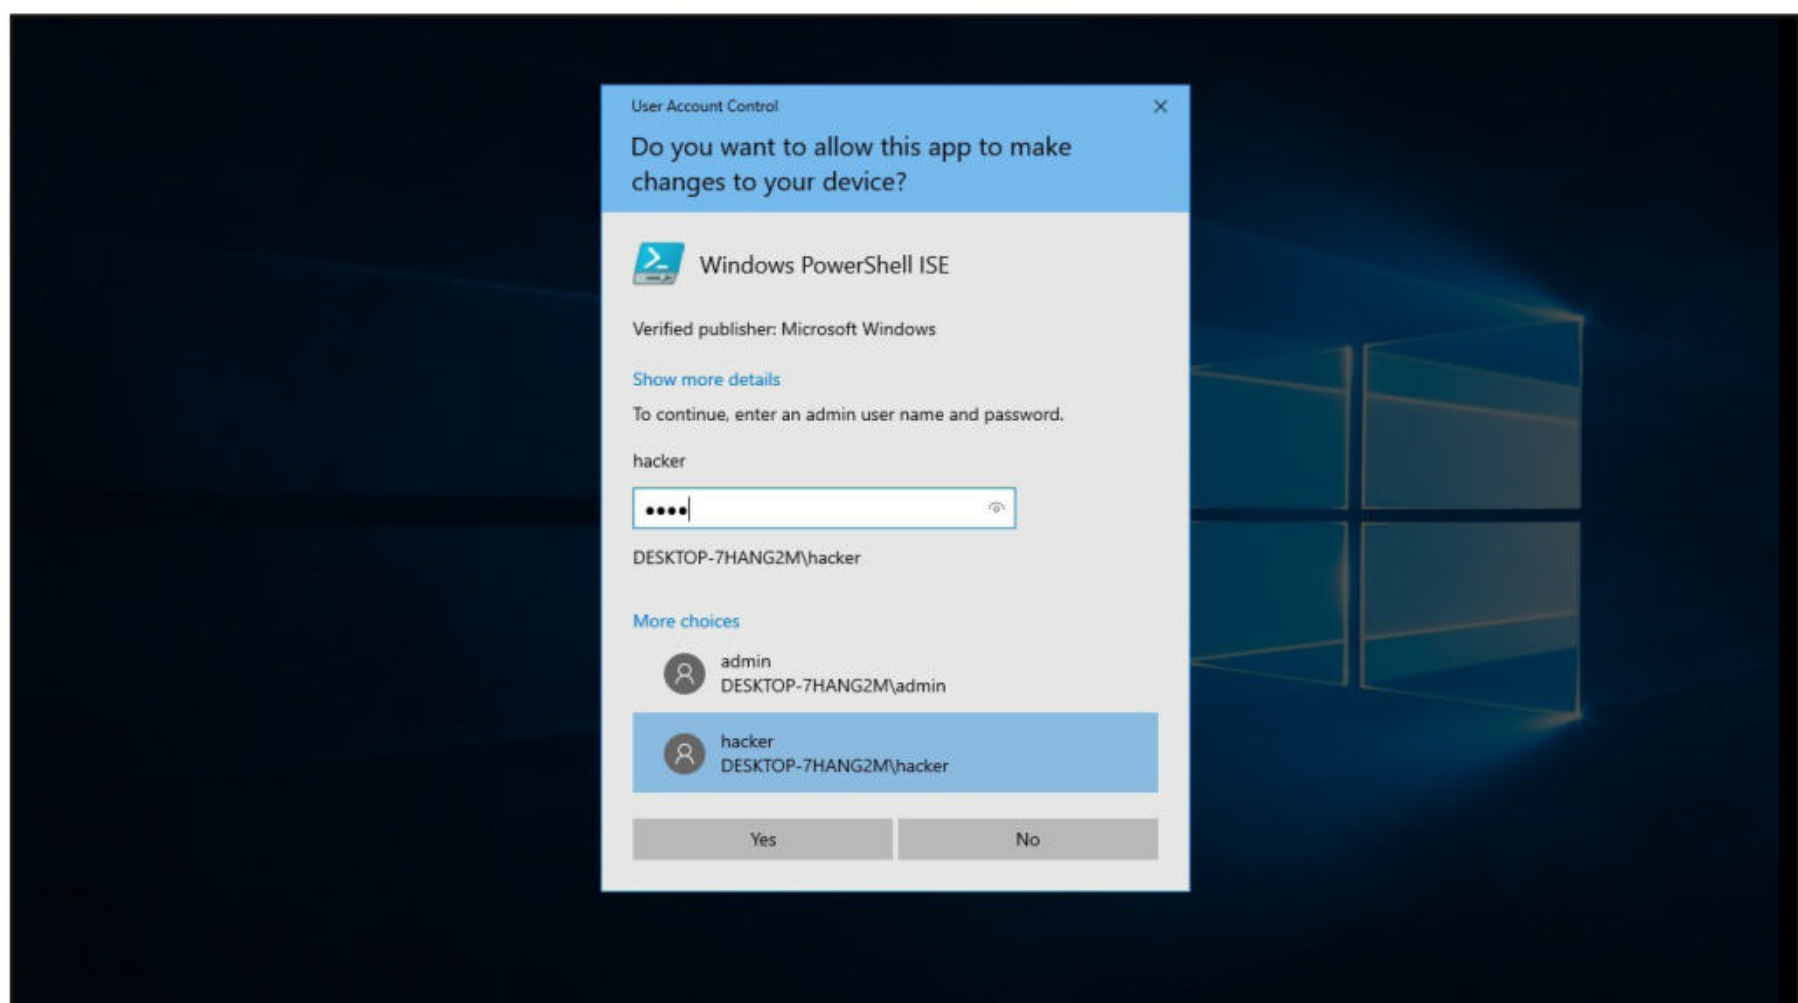 User Account Control
Do you want to allow this app to make
changes to your device?
Windows PowerShell ISE
Verified publisher: Microsoft Windows
Show more details
To continue, enter an admin user name and password.
hacker
••••
DESKTOP-7HANG2M\hacker
More choices
admin
DESKTOP-7HANG2M\admin
hacker
DESKTOP-7HANG2M\hacker
Yes
No